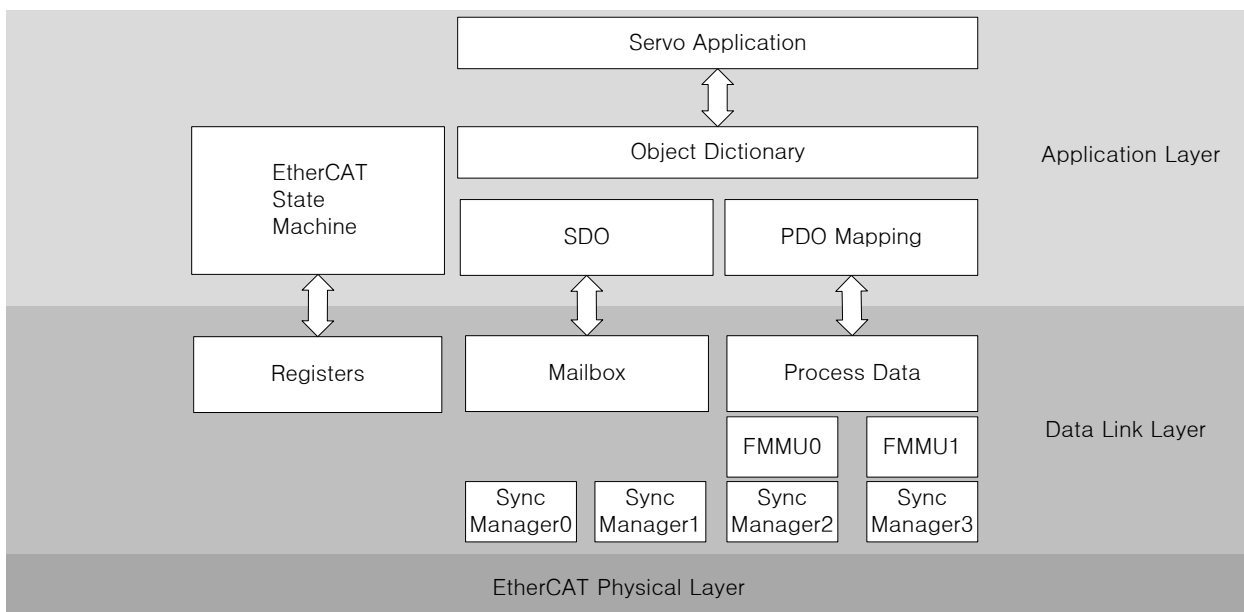 Servo Application
Object Dictionary
Application Layer
EtherCAT
State
Machine
SDO
PDO Mapping
Registers
Mailbox
Process Data
Data Link Layer
FMMU0
FMMU1
Sync
Manager0
Sync
Manager1
Sync
Manager2
Sync
Manager3
EtherCAT Physical Layer